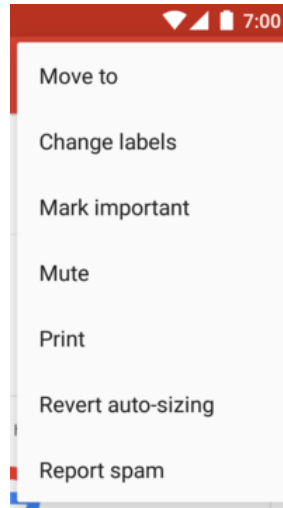 7:00
Move to
Change labels
Mark important
Mute
Print
Revert auto-sizing
Report spam